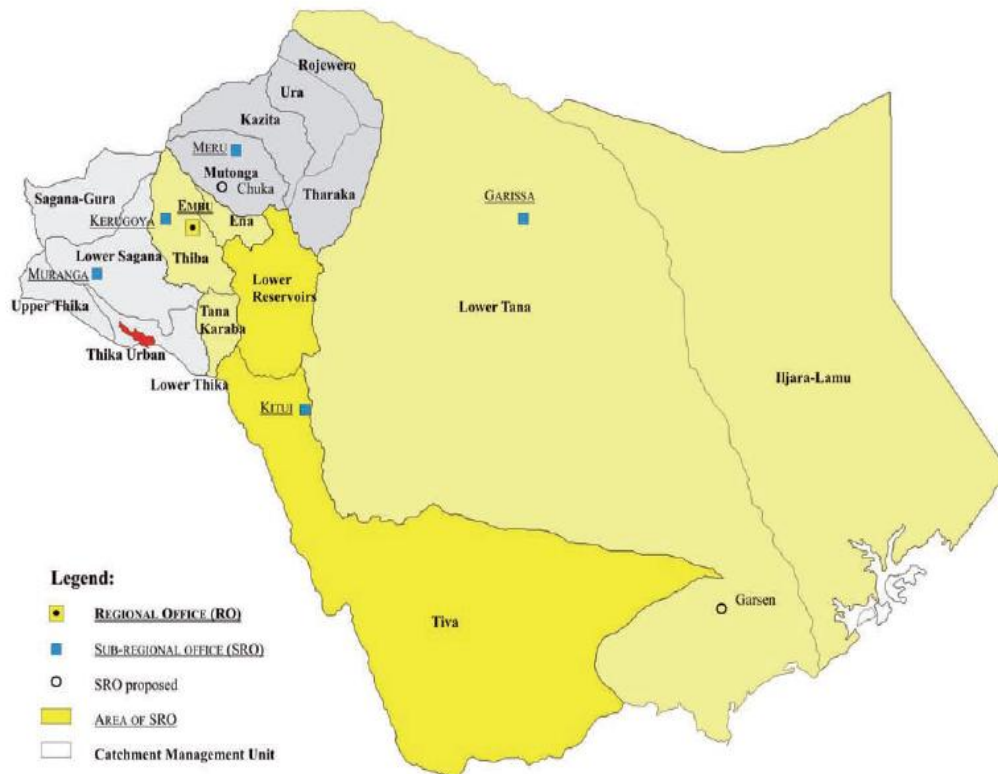 Rojewero
Ura
Kazita
MERU
Mutonga
Chuka
Tharaka
Sagana-Gura
EMBU
KERUGOYA
Ena
GARISSA
Lower Sagana
Thiba
MURANGA
Lower
Reservoirs
Upper Thika
Tana
Karaba
Lower Tana
Thika Urban
Lower Thika
Iljara-Lamu
KITUI
Legend:
REGIONAL OFFICE (RO)
SUB-REGIONAL OFFICE (SRO)
SRO proposed
AREA OF SRO
Catchment Management Unit
Tiva
Garsen